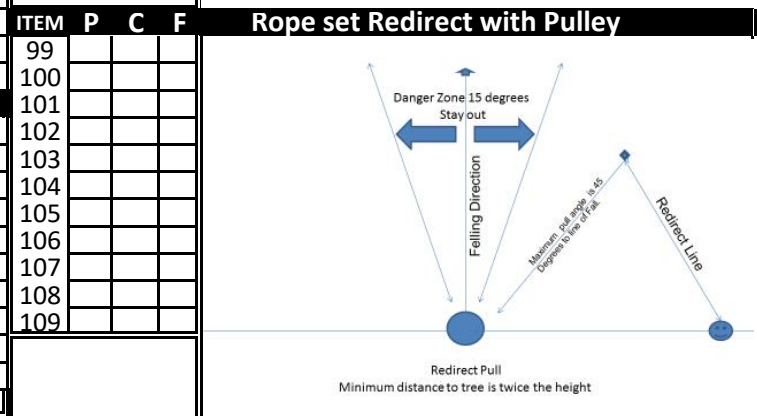 ITEM P C F
99
100
101
102
103
104
105
106
107
108
109
Rope set Redirect with Pulley
Danger Zone 15 degrees
Stay out
Felling Direction
Maximum pull angle is 45
Degrees to line of Fall.
Redirect Line
Redirect Pull
Minimum distance to tree is twice the height